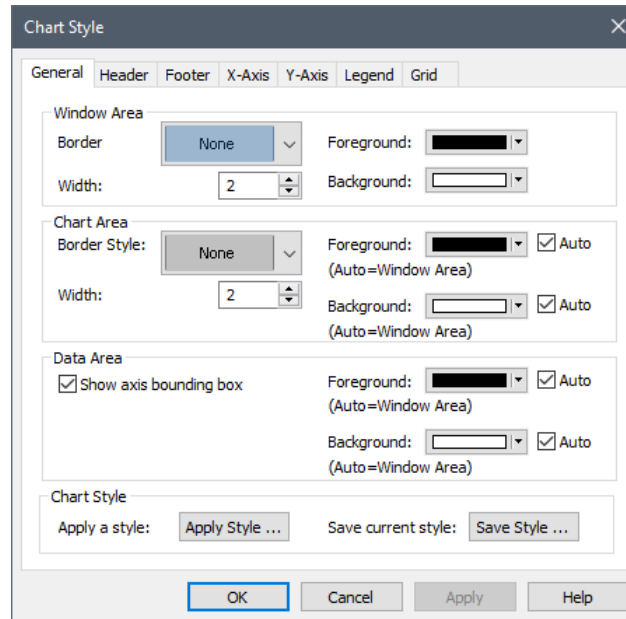 Chart Style
General Header Footer X-Axis Y-Axis Legend Grid
Window Area
Border None Foreground:
Width: 2 Background:
Chart Area
Border Style: None Foreground: Auto
(Auto=Window Area)
Width: 2 Background: Auto
(Auto=Window Area)
Data Area
Show axis bounding box Foreground: Auto
(Auto=Window Area)
Background: Auto
(Auto=Window Area)
Chart Style
Apply a style: Apply Style ... Save current style: Save Style ...
OK Cancel Apply Help